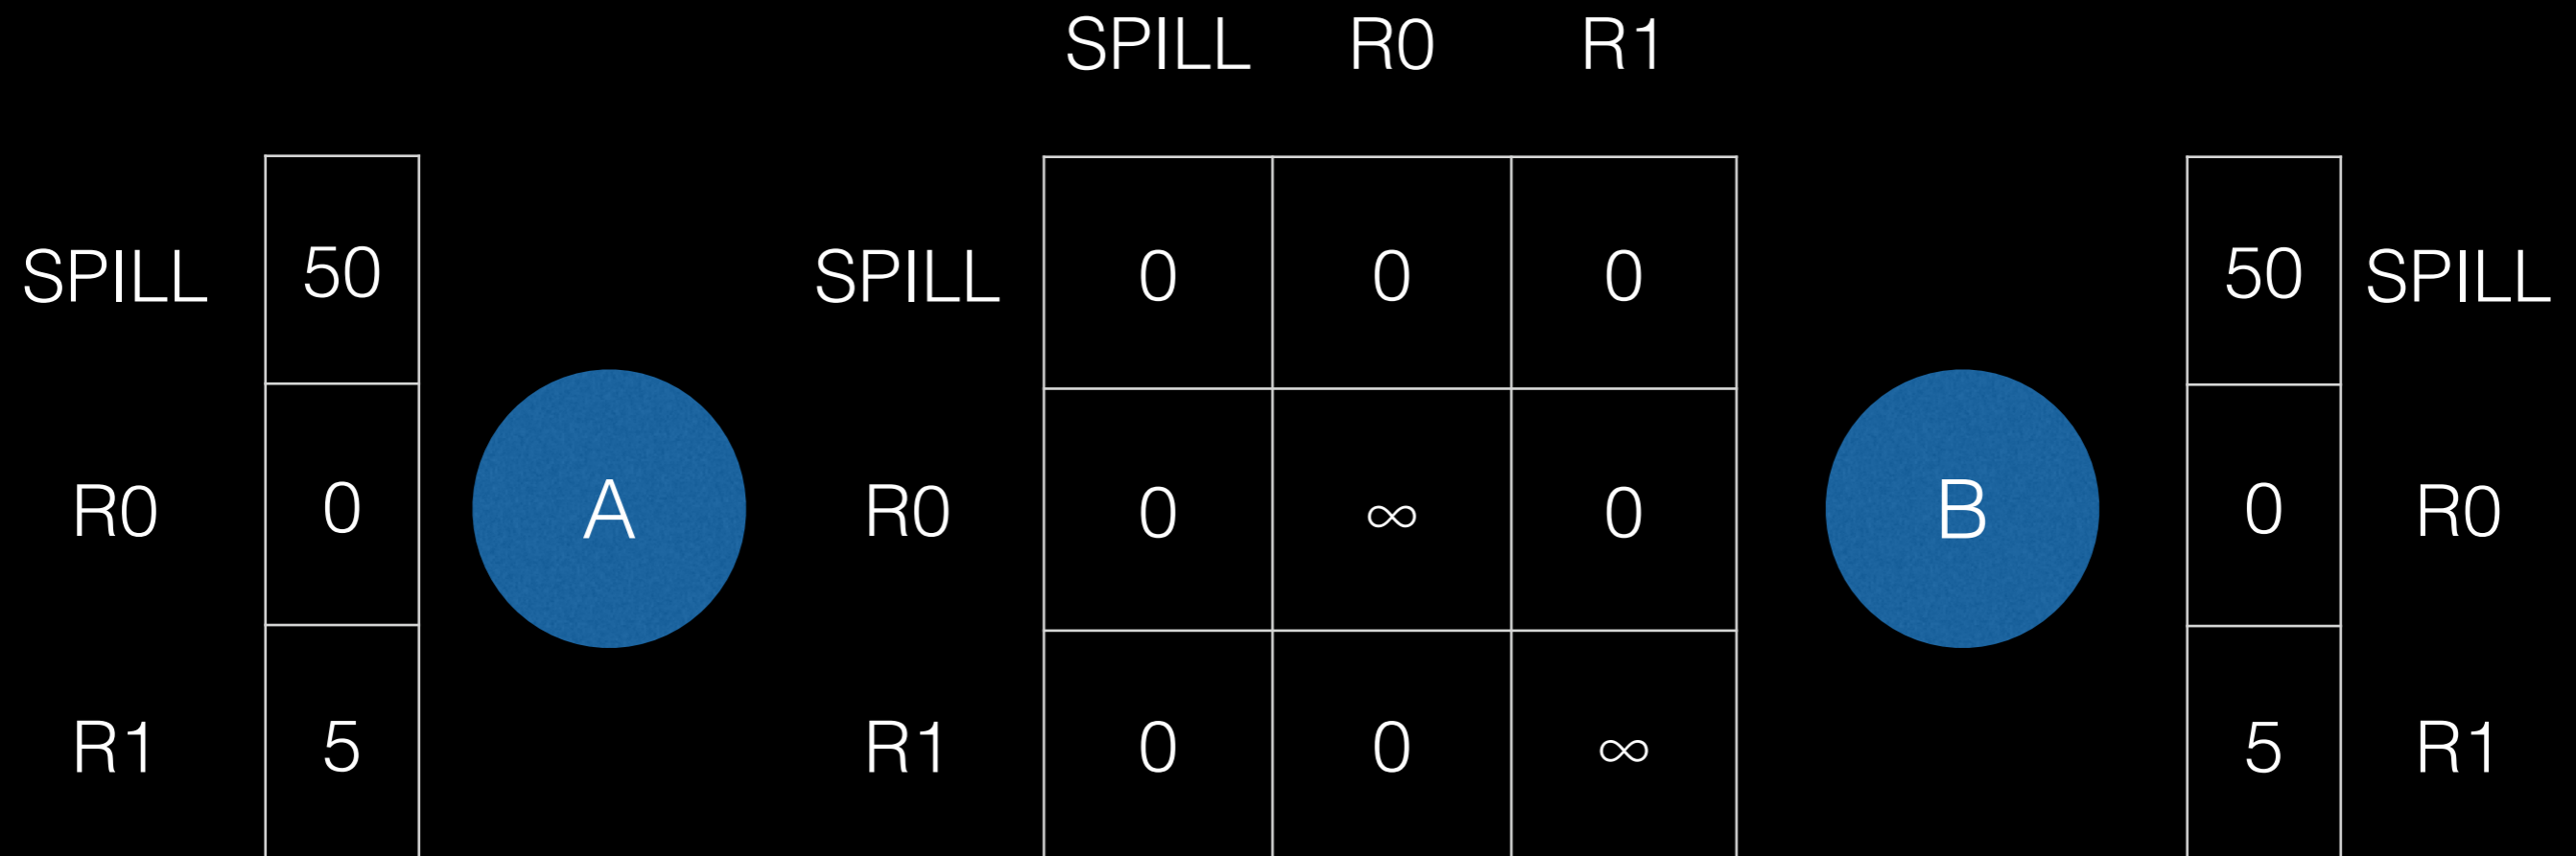 SPILL R0 R1
SPILL 50 SPILL 0 0 0 50 SPILL
R0 0 A R0 0 ∞ 0 B 0 R0
R1 5 R1 0 0 ∞ 5 R1